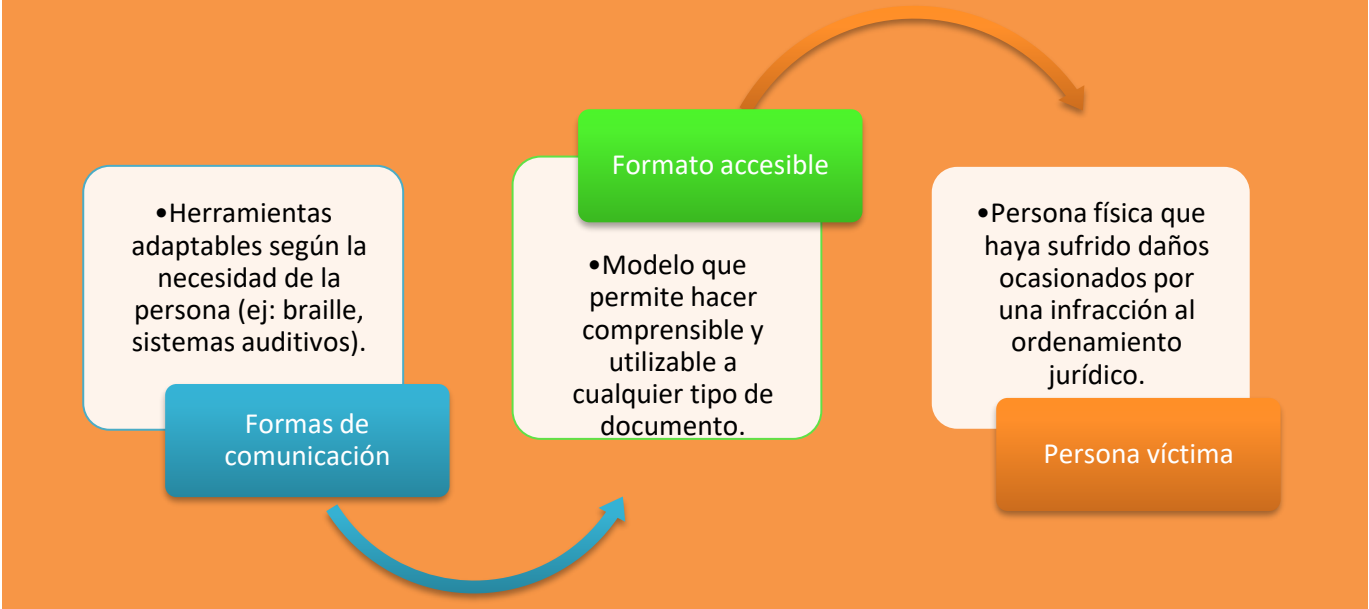 •Herramientas
adaptables según la
necesidad de la
persona (ej: braille,
sistemas auditivos).
Formas de
comunicación
Formato accesible
•Modelo que
permite hacer
comprensible y
utilizable a
cualquier tipo de
documento.
•Persona física que
haya sufrido daños
ocasionados por
una infracción al
ordenamiento
jurídico.
Persona víctima